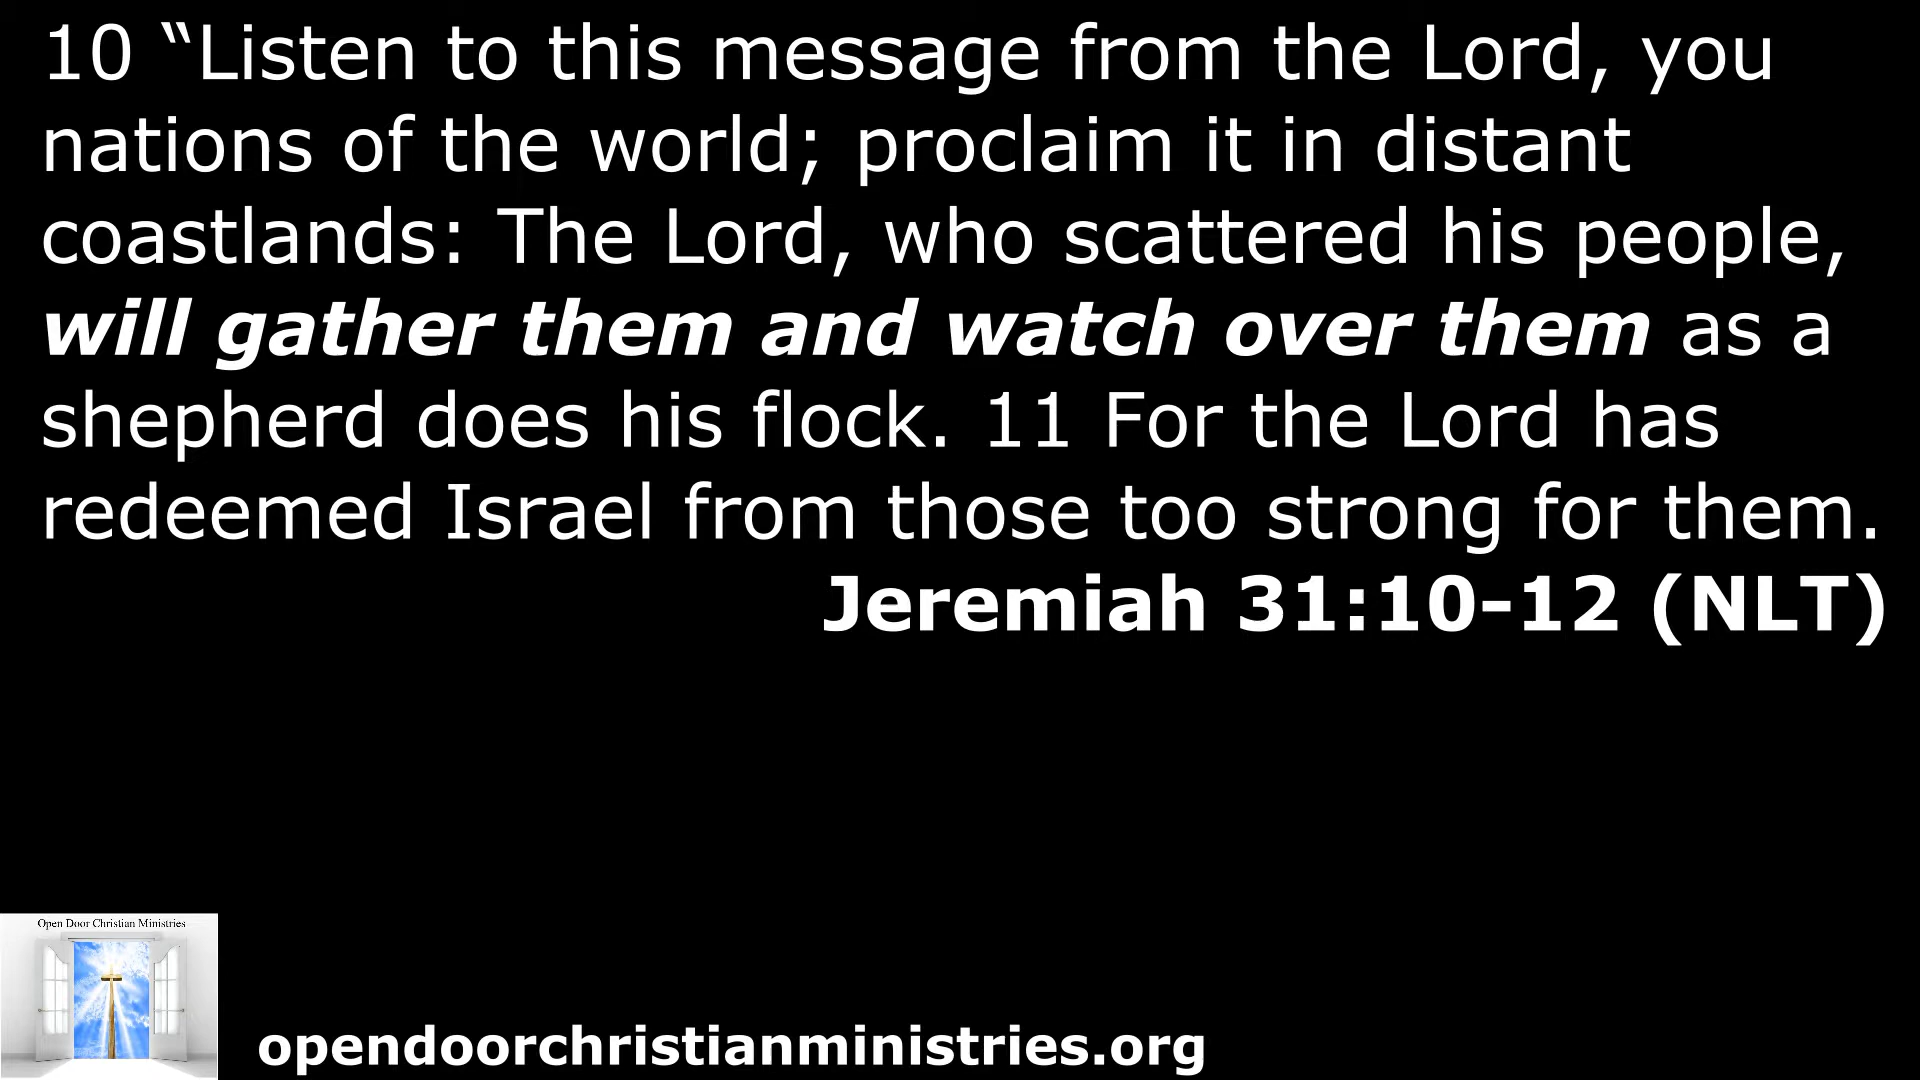 10 “Listen to this message from the Lord, you
nations of the world; proclaim it in distant
coastlands: The Lord, who scattered his people,
will gather them and watch over them as a
shepherd does his flock. 11 For the Lord has
redeemed Israel from those too strong for them.
Jeremiah 31:10-12 (NLT)
Open Door Christian Ministries
opendoorchristianministries.org